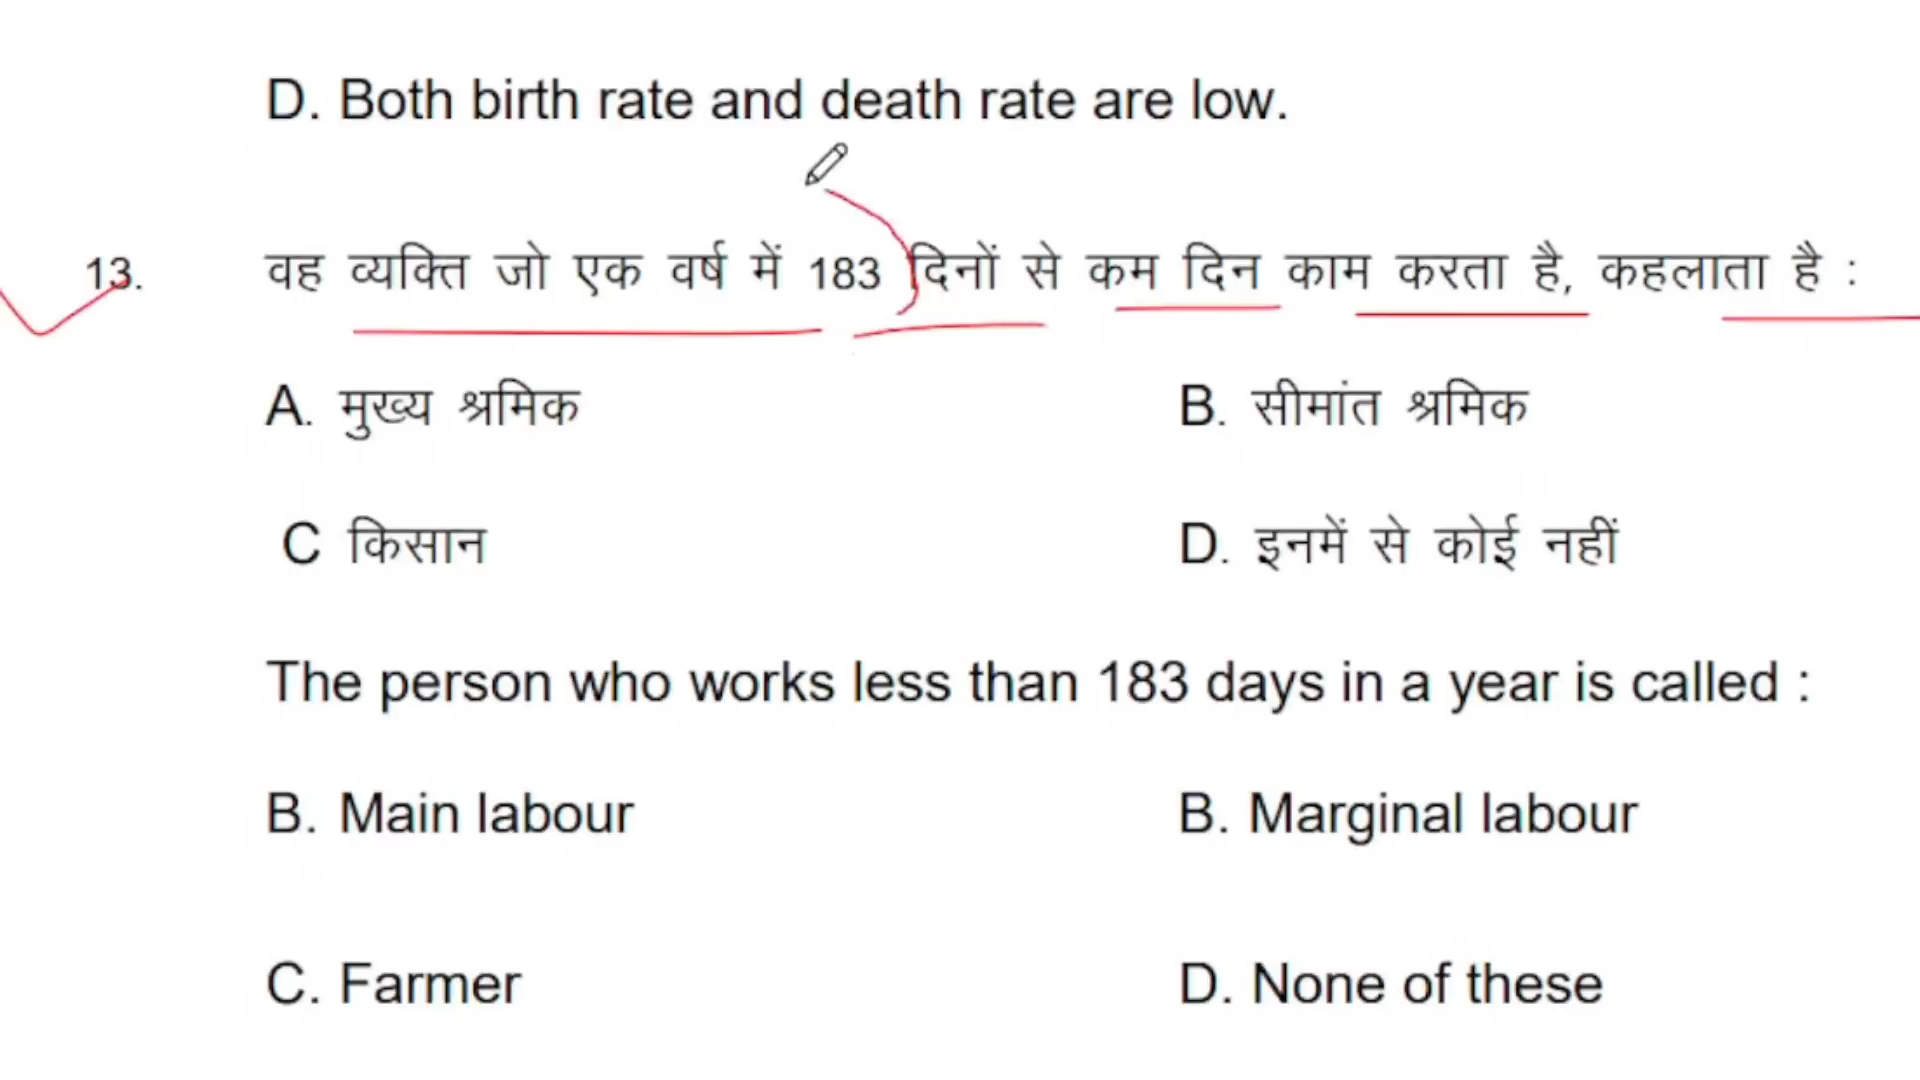 D. Both birth rate and death rate are low.
13. वह व्यक्ति जो एक वर्ष में 183 दिनों से कम दिन काम करता है, कहलाता है :
A. मुख्य श्रमिक B. सीमांत श्रमिक
C किसान D. इनमें से कोई नहीं
The person who works less than 183 days in a year is called :
B. Main labour B. Marginal labour
C. Farmer D. None of these